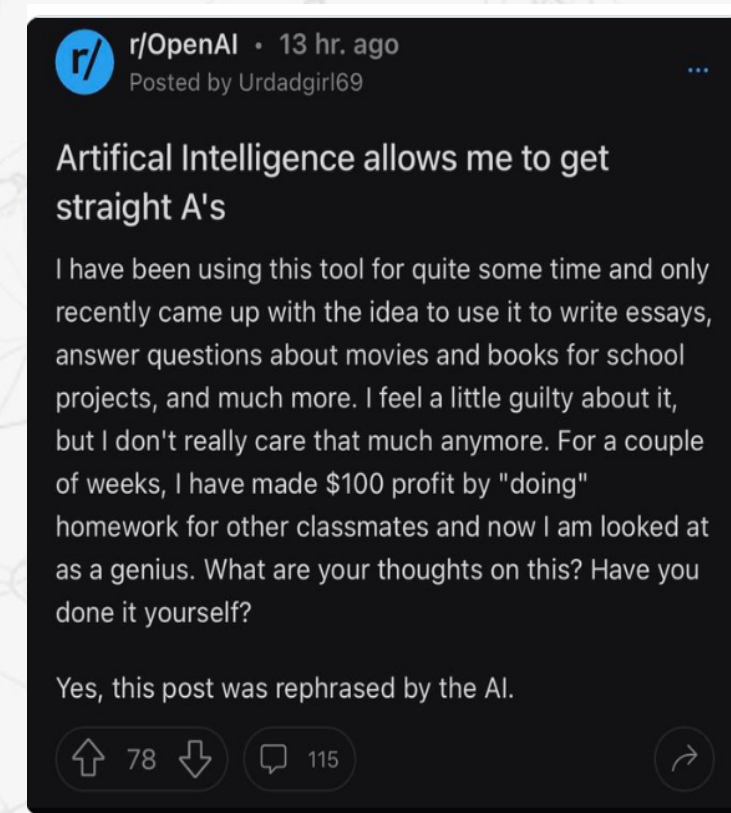 r/
r/OpenAI • 13 hr. ago
Posted by Urdadgirl69
...
Artifical Intelligence allows me to get
straight A's
I have been using this tool for quite some time and only
recently came up with the idea to use it to write essays,
answer questions about movies and books for school
projects, and much more. I feel a little guilty about it,
but I don't really care that much anymore. For a couple
of weeks, I have made $100 profit by "doing"
homework for other classmates and now I am looked at
as a genius. What are your thoughts on this? Have you
done it yourself?
Yes, this post was rephrased by the AI.
78
115